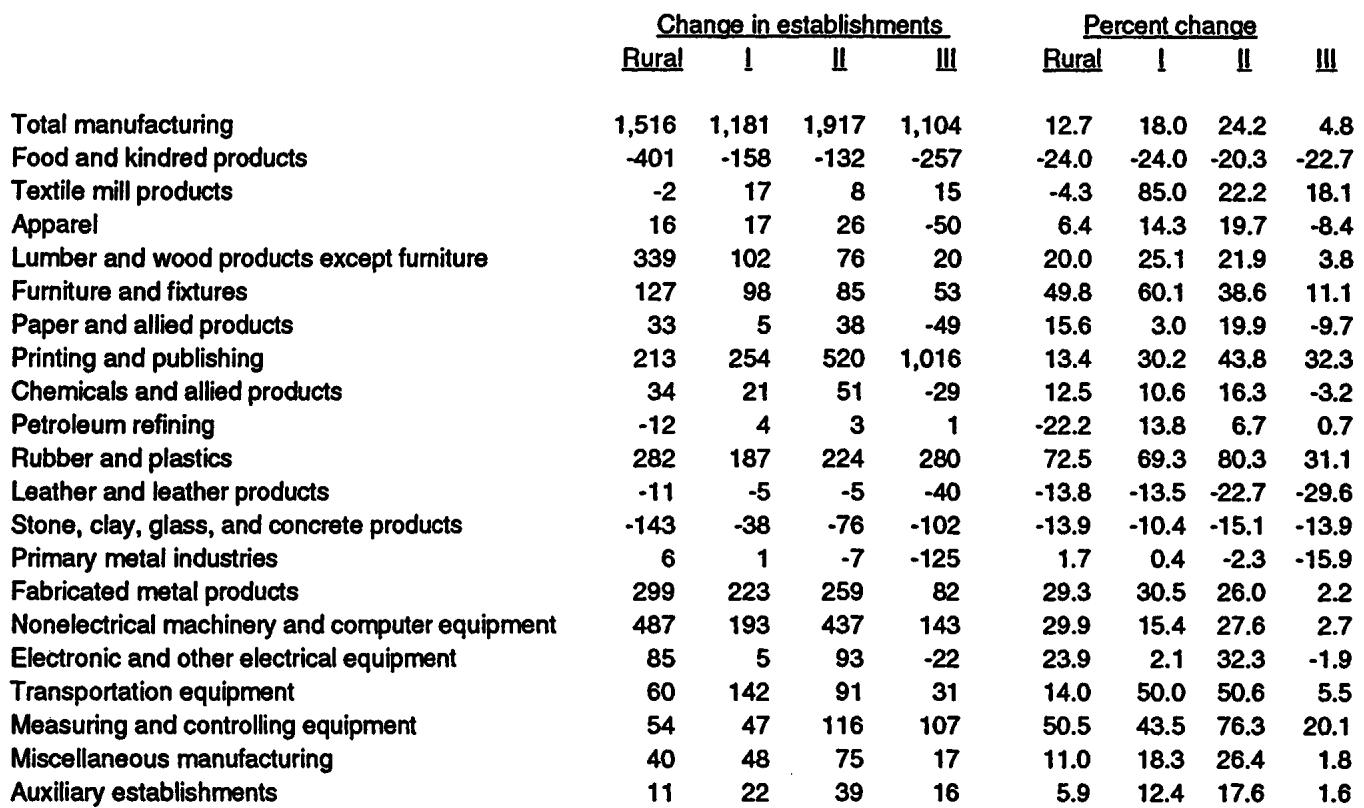 Change in establishments Percent change
Rural I II III Rural I II III
Total manufacturing 1,516 1,181 1,917 1,104 12.7 18.0 24.2 4.8
Food and kindred products -401 -158 -132 -257 -24.0 -24.0 -20.3 -22.7
Textile mill products -2 17 8 15 -4.3 85.0 22.2 18.1
Apparel 16 17 26 -50 6.4 14.3 19.7 -8.4
Lumber and wood products except furniture 339 102 76 20 20.0 25.1 21.9 3.8
Furniture and fixtures 127 98 85 53 49.8 60.1 38.6 11.1
Paper and allied products 33 5 38 -49 15.6 3.0 19.9 -9.7
Printing and publishing 213 254 520 1,016 13.4 30.2 43.8 32.3
Chemicals and allied products 34 21 51 -29 12.5 10.6 16.3 -3.2
Petroleum refining -12 4 3 1 -22.2 13.8 6.7 0.7
Rubber and plastics 282 187 224 280 72.5 69.3 80.3 31.1
Leather and leather products -11 -5 -5 -40 -13.8 -13.5 -22.7 -29.6
Stone, clay, glass, and concrete products -143 -38 -76 -102 -13.9 -10.4 -15.1 -13.9
Primary metal industries 6 1 -7 -125 1.7 0.4 -2.3 -15.9
Fabricated metal products 299 223 259 82 29.3 30.5 26.0 2.2
Nonelectrical machinery and computer equipment 487 193 437 143 29.9 15.4 27.6 2.7
Electronic and other electrical equipment 85 5 93 -22 23.9 2.1 32.3 -1.9
Transportation equipment 60 142 91 31 14.0 50.0 50.6 5.5
Measuring and controlling equipment 54 47 116 107 50.5 43.5 76.3 20.1
Miscellaneous manufacturing 40 48 75 17 11.0 18.3 26.4 1.8
Auxiliary establishments 11 22 39 16 5.9 12.4 17.6 1.6